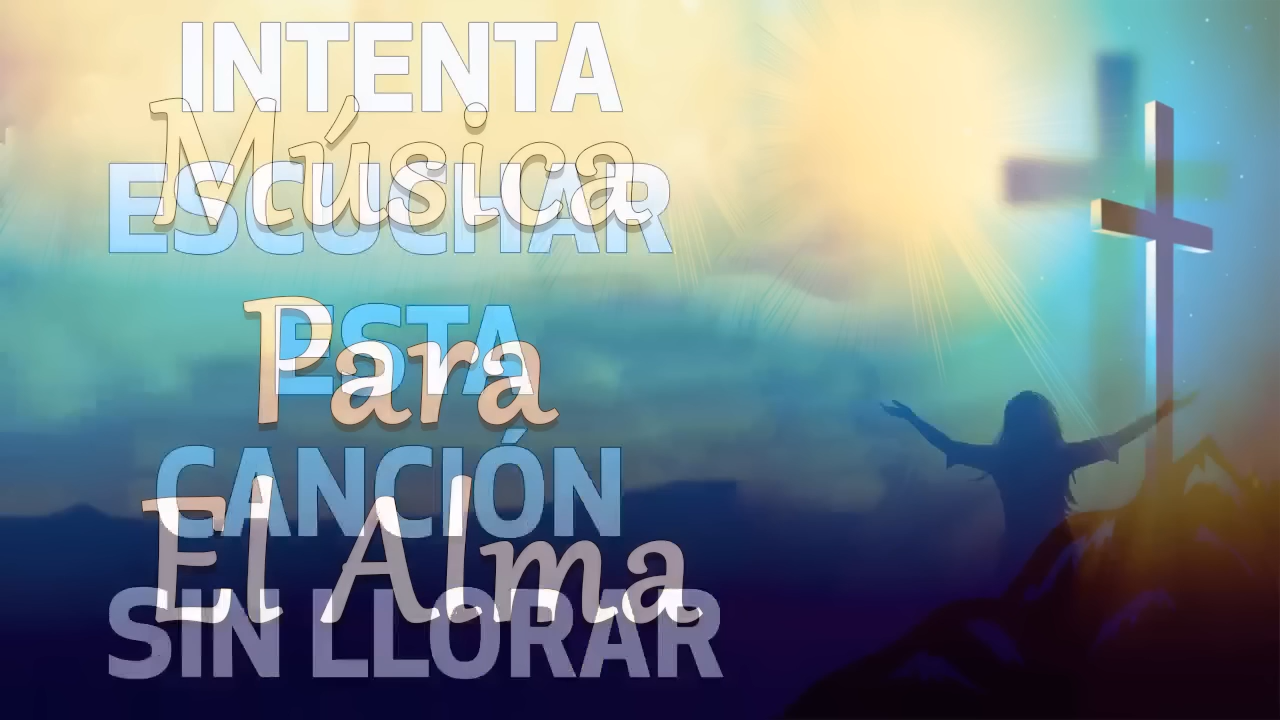 INTENTA
Música
ESCUCHAR
ESTA
Para
CANCIÓN
El Alma
SIN LLORAR